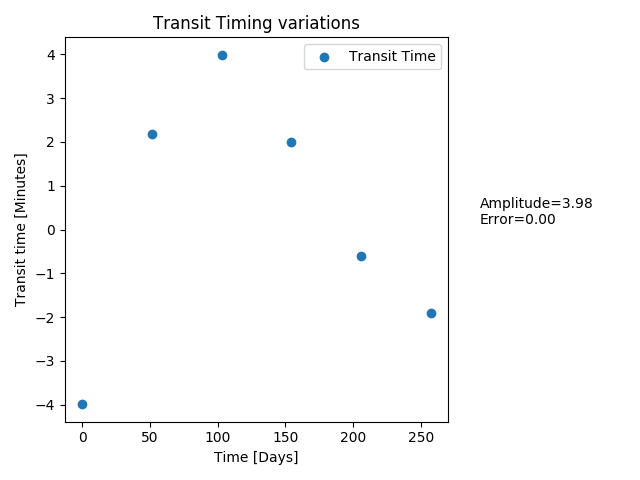 Transit Timing variations
Transit Time
4
3
2
1
0
−1
−2
−3
−4
Transit time [Minutes]
0
50
100
150
200
250
Time [Days]
Amplitude=3.98
Error=0.00